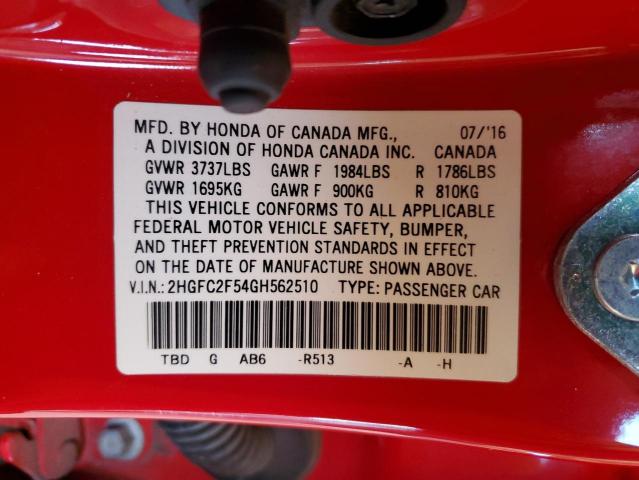 MFD. BY HONDA OF CANADA MFG., 07/'16
A DIVISION OF HONDA CANADA INC. CANADA
GVWR 3737LBS GAWR F 1984LBS R 1786LBS
GVWR 1695KG GAWR F 900KG R 810KG
THIS VEHICLE CONFORMS TO ALL APPLICABLE
FEDERAL MOTOR VEHICLE SAFETY, BUMPER,
AND THEFT PREVENTION STANDARDS IN EFFECT
ON THE DATE OF MANUFACTURE SHOWN ABOVE.
V.I.N.: 2HGFC2F54GH562510 TYPE: PASSENGER CAR
TBD G AB6 -R513 -A -H